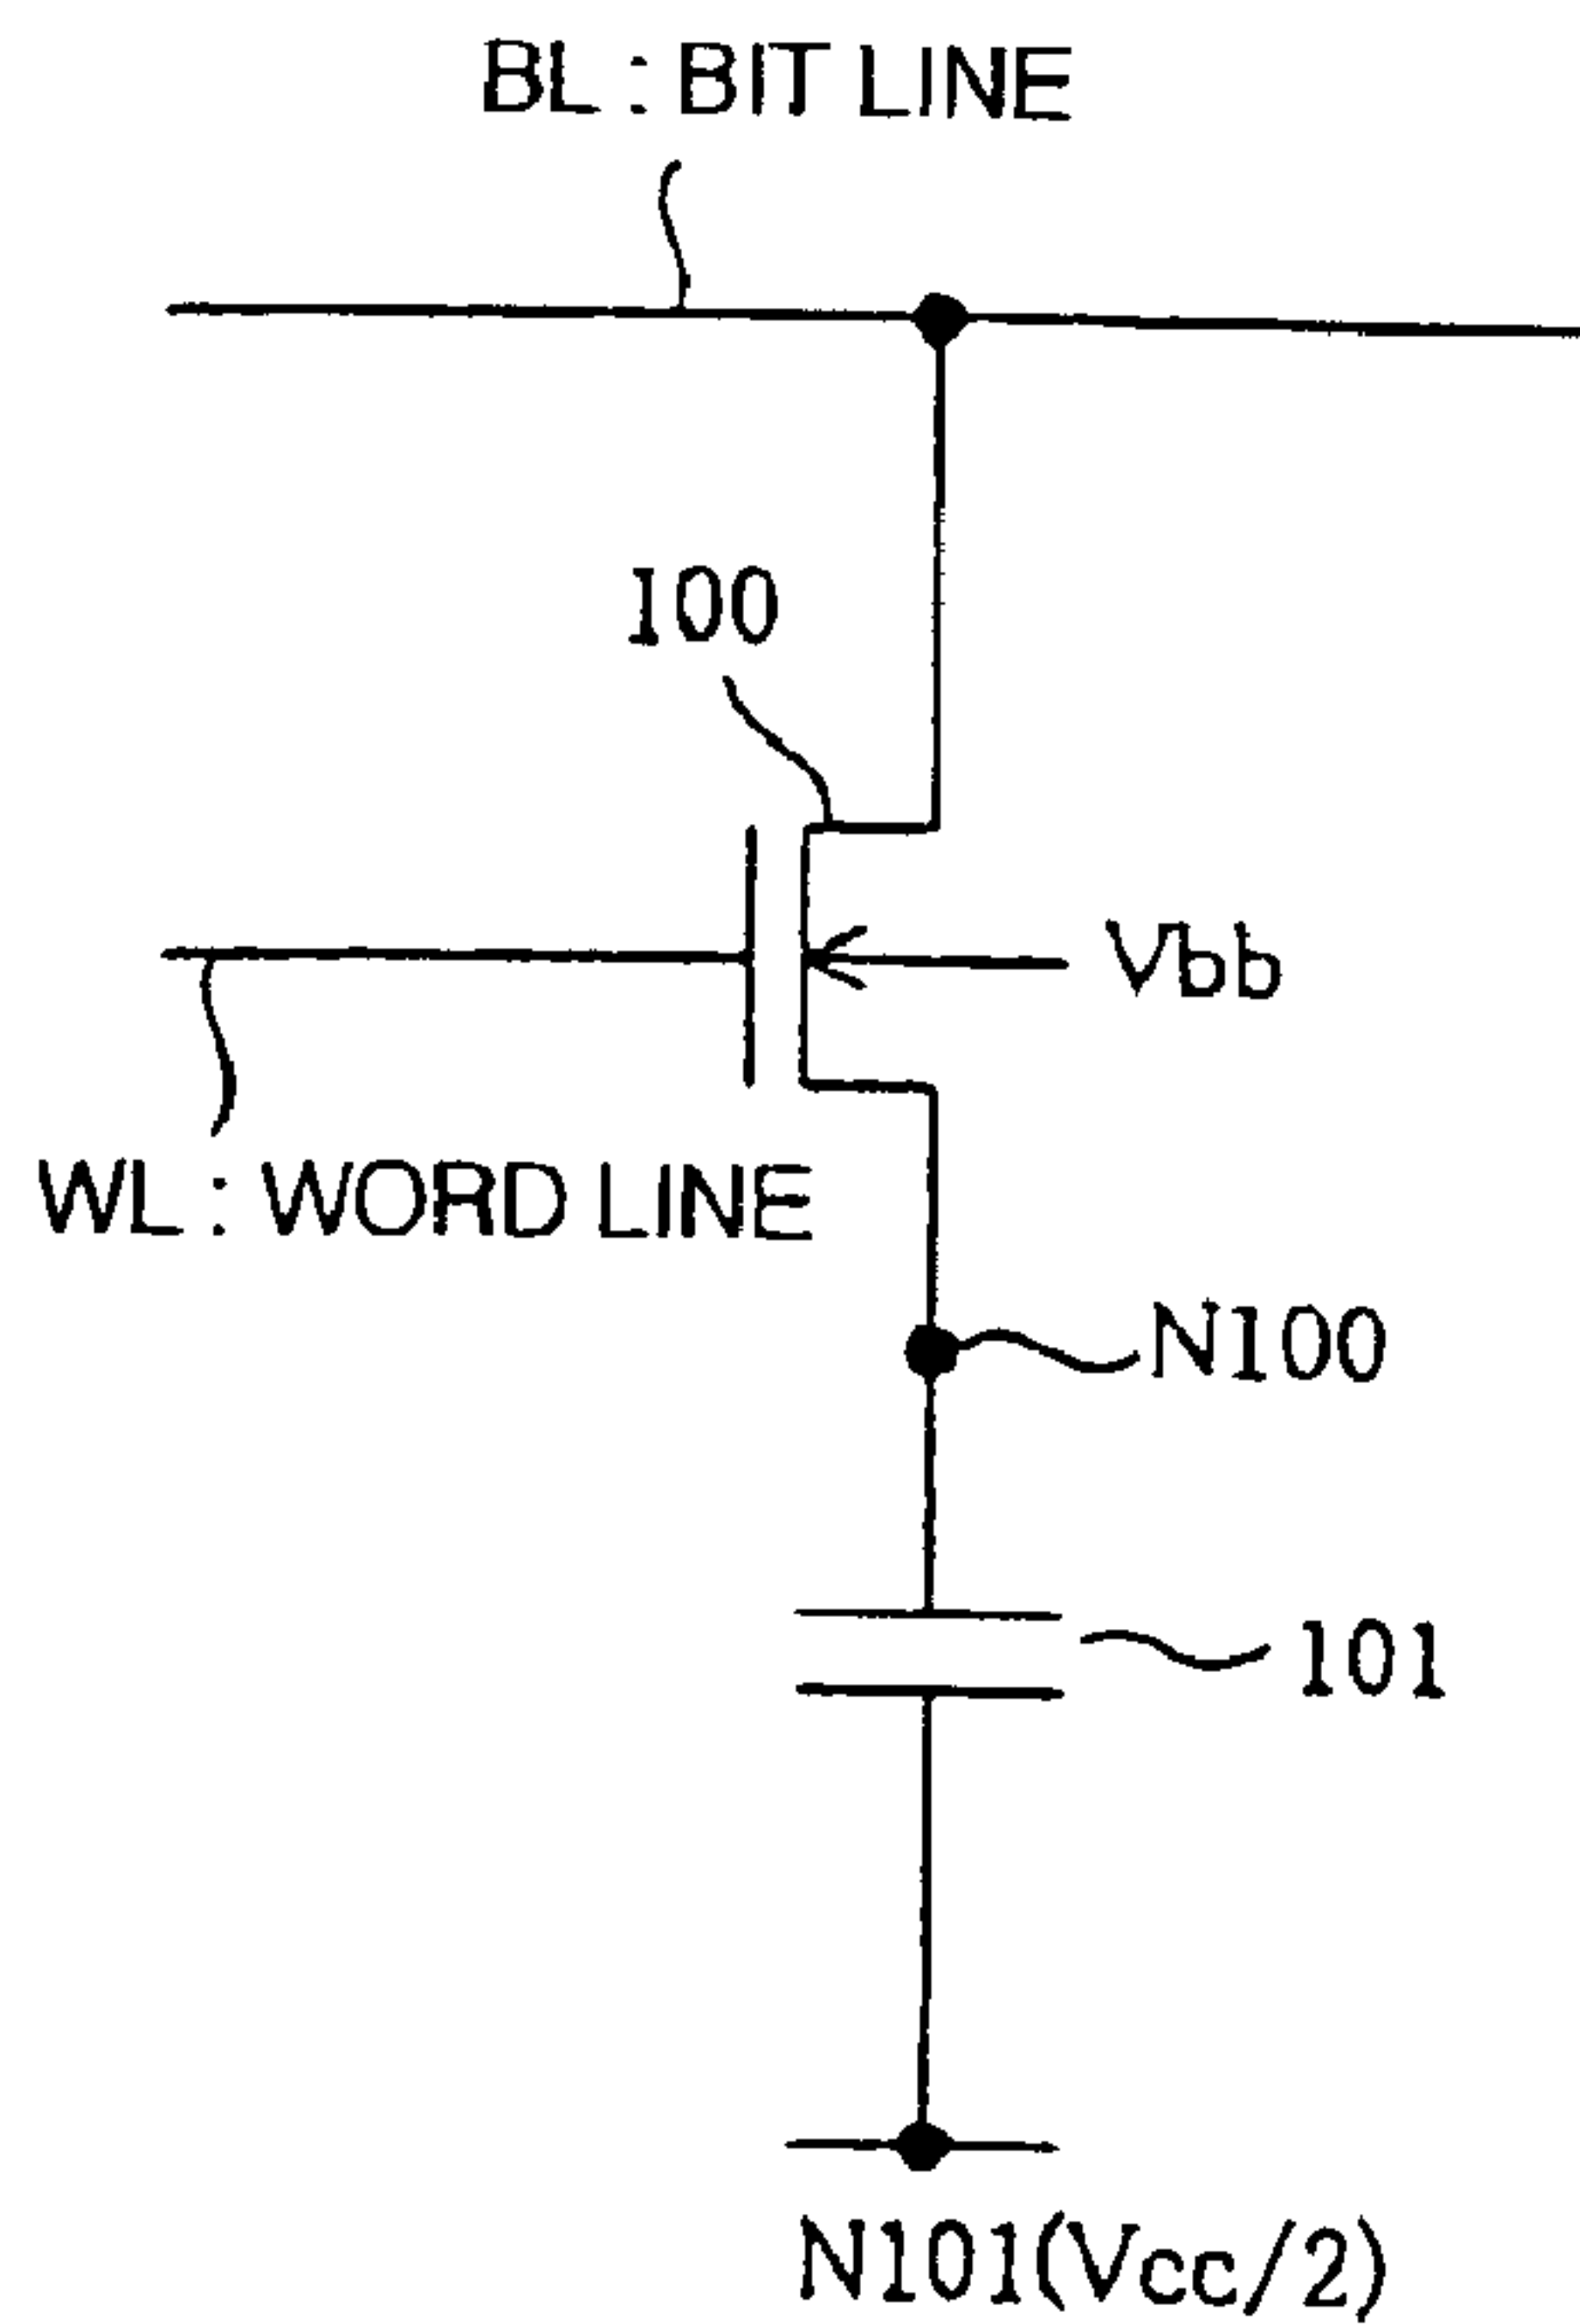 BL : BIT LINE
100
Vbb
WL : WORD LINE
N100
101
N101(Vcc/2)